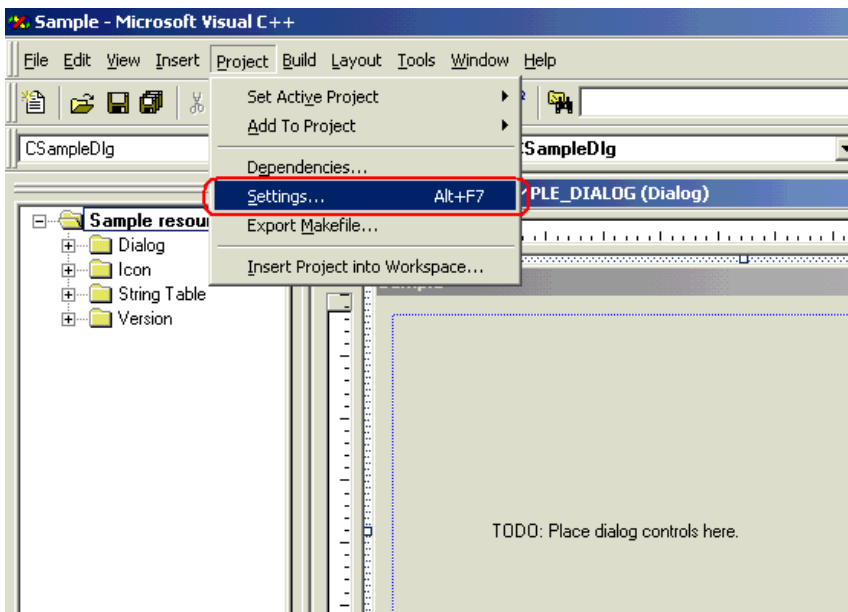 Sample - Microsoft Visual C++
File Edit View Insert Project Build Layout Tools Window Help
Set Active Project
Add To Project
CSampleDlg
CSampleDlg
Dependencies...
Settings... Alt+F7
PLE_DIALOG (Dialog)
Sample resou
Export Makefile...
Dialog
Icon
Insert Project into Workspace...
String Table
Version
TODO: Place dialog controls here.